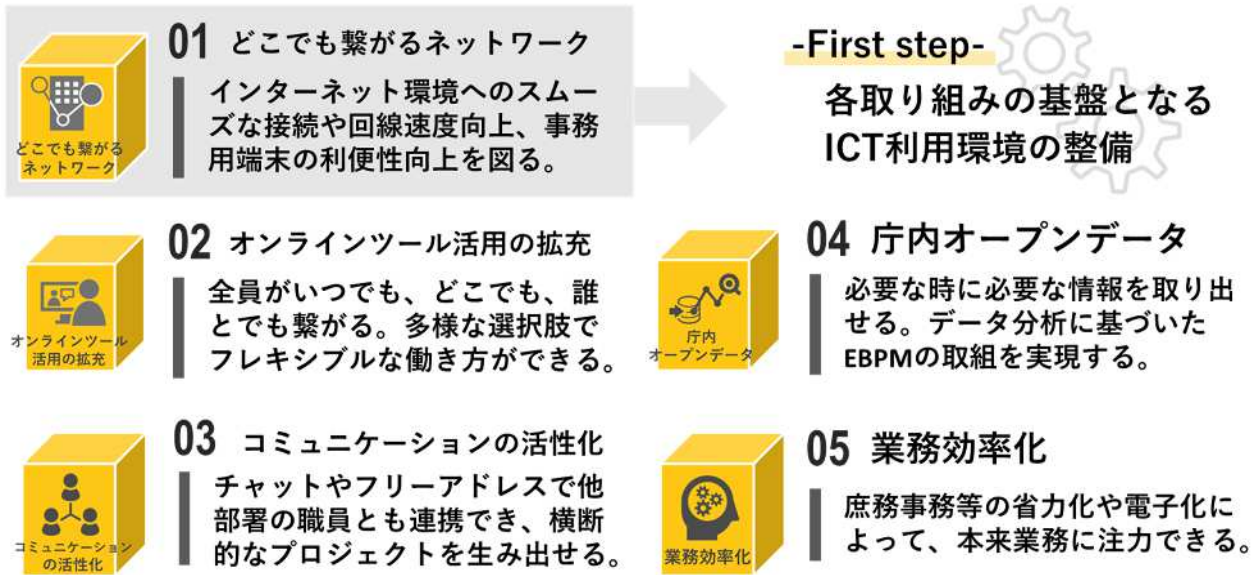 01 どこでも繋がるネットワーク
インターネット環境へのスムー
ズな接続や回線速度向上、事務
用端末の利便性向上を図る。
どこでも繋がる
ネットワーク
-First step-
各取り組みの基盤となる
ICT利用環境の整備
02 オンラインツール活用の拡充
全員がいつでも、どこでも、誰
とでも繋がる。多様な選択肢で
フレキシブルな働き方ができる。
オンラインツール
活用の拡充
04 庁内オープンデータ
必要な時に必要な情報を取り出
せる。データ分析に基づいた
EBPMの取組を実現する。
庁内
オープンデータ
03 コミュニケーションの活性化
チャットやフリーアドレスで他
部署の職員とも連携でき、横断
的なプロジェクトを生み出せる。
コミュニケーション
の活性化
05 業務効率化
庶務事務等の省力化や電子化に
よって、本来業務に注力できる。
業務効率化